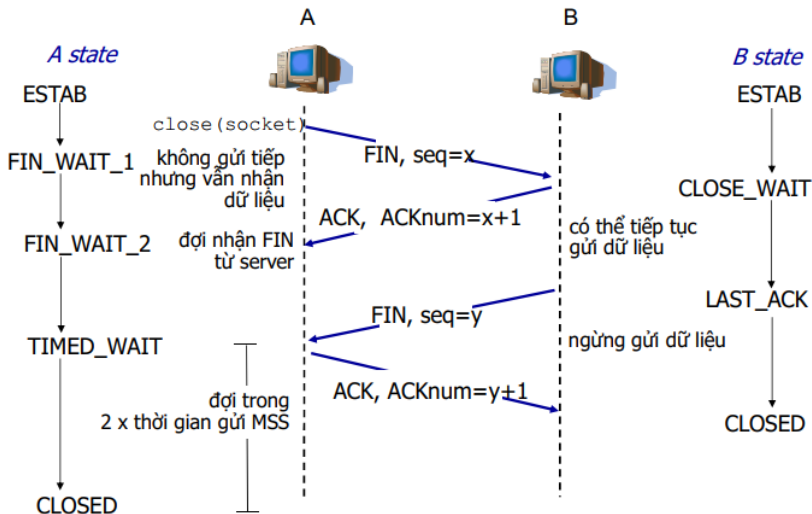 A
B
A state
B state
ESTAB
ESTAB
close(socket)
FIN, seq=x
FIN_WAIT_1
không gửi tiếp
nhưng vẫn nhận
dữ liệu
CLOSE_WAIT
ACK, ACKnum=x+1
có thể tiếp tục
gửi dữ liệu
FIN_WAIT_2
đợi nhận FIN
từ server
LAST_ACK
FIN, seq=y
ngừng gửi dữ liệu
TIMED_WAIT
ACK, ACKnum=y+1
đợi trong
2 x thời gian gửi MSS
CLOSED
CLOSED